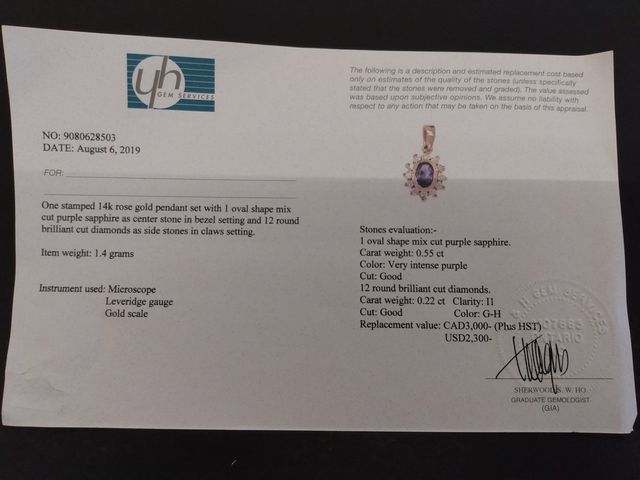 yh
GEM SERVICES
The following is a description and estimated replacement cost based
only on estimates of the quality of the stones (unless specifically
stated that the stones were removed and graded). The value assessed
was based upon subjective opinions. We assume no liability with
respect to any action that may be taken on the basis of this appraisal.
NO: 9080628503
DATE: August 6, 2019
FOR:
One stamped 14k rose gold pendant set with 1 oval shape mix
cut purple sapphire as center stone in bezel setting and 12 round
brilliant cut diamonds as side stones in claws setting.
Item weight: 1.4 grams
Instrument used: Microscope
Leveridge gauge
Gold scale
Stones evaluation:-
1 oval shape mix cut purple sapphire.
Carat weight: 0.55 ct
Color: Very intense purple
Cut: Good
12 round brilliant cut diamonds.
Carat weight: 0.22 ct Clarity: I1
Cut: Good Color: G-H
Replacement value: CAD3,000- (Plus HST)
USD2,300-
SHERWOOD S. W. HO
GRADUATE GEMOLOGIST
(GIA)
GEM SERVICES
ONTARIO